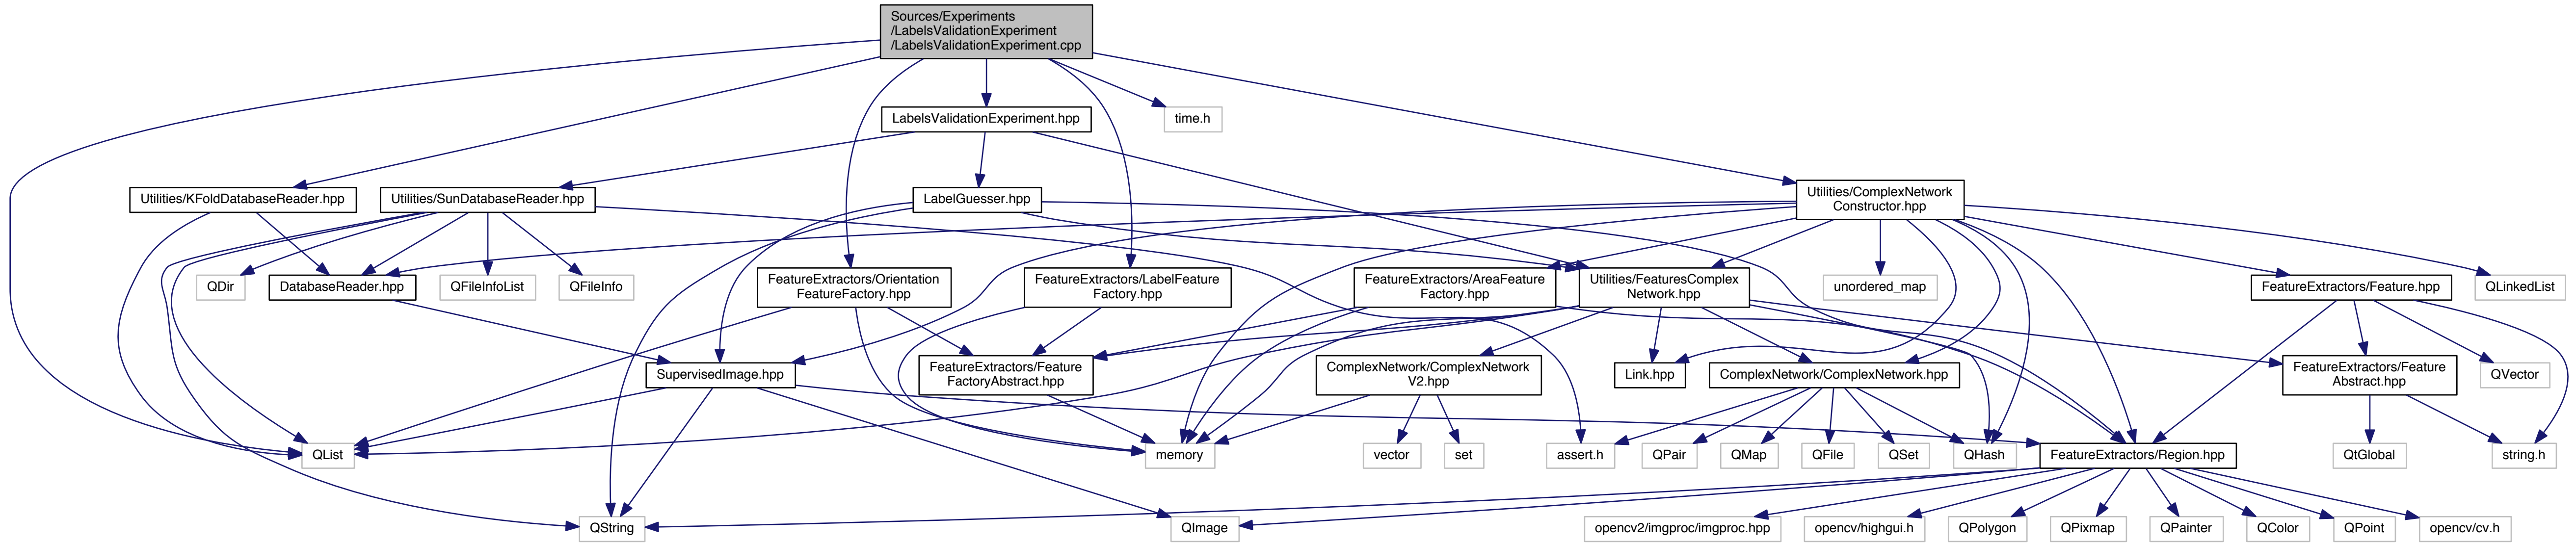 Sources/Experiments
/LabelsValidationExperiment
/LabelsValidationExperiment.cpp
LabelsValidationExperiment.hpp
time.h
Utilities/KFoldDatabaseReader.hpp
Utilities/SunDatabaseReader.hpp
LabelGuesser.hpp
Utilities/ComplexNetwork
Constructor.hpp
QDir
DatabaseReader.hpp
QFileInfoList
QFileInfo
FeatureExtractors/Orientation
FeatureFactory.hpp
FeatureExtractors/LabelFeature
Factory.hpp
FeatureExtractors/AreaFeature
Factory.hpp
Utilities/FeaturesComplex
Network.hpp
unordered_map
FeatureExtractors/Feature.hpp
QLinkedList
SupervisedImage.hpp
FeatureExtractors/Feature
FactoryAbstract.hpp
ComplexNetwork/ComplexNetwork
V2.hpp
Link.hpp
ComplexNetwork/ComplexNetwork.hpp
FeatureExtractors/Feature
Abstract.hpp
QVector
QList
memory
vector
set
assert.h
QPair
QMap
QFile
QSet
QHash
FeatureExtractors/Region.hpp
QtGlobal
string.h
QString
QImage
opencv2/imgproc/imgproc.hpp
opencv/highgui.h
QPolygon
QPixmap
QPainter
QColor
QPoint
opencv/cv.h